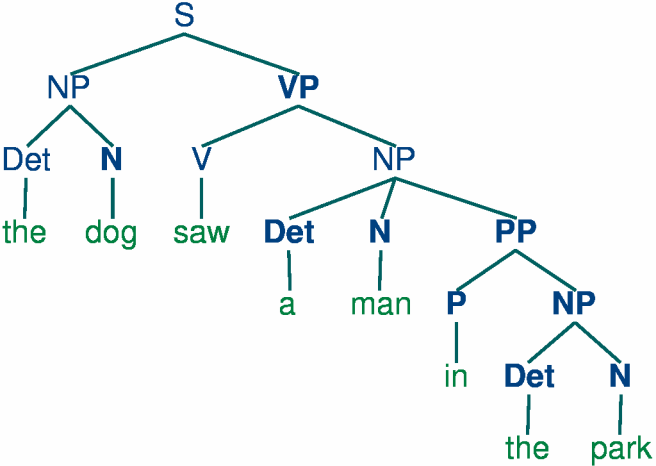 S
NP VP
Det N V NP
the dog saw Det N PP
a man P NP
in Det N
the park